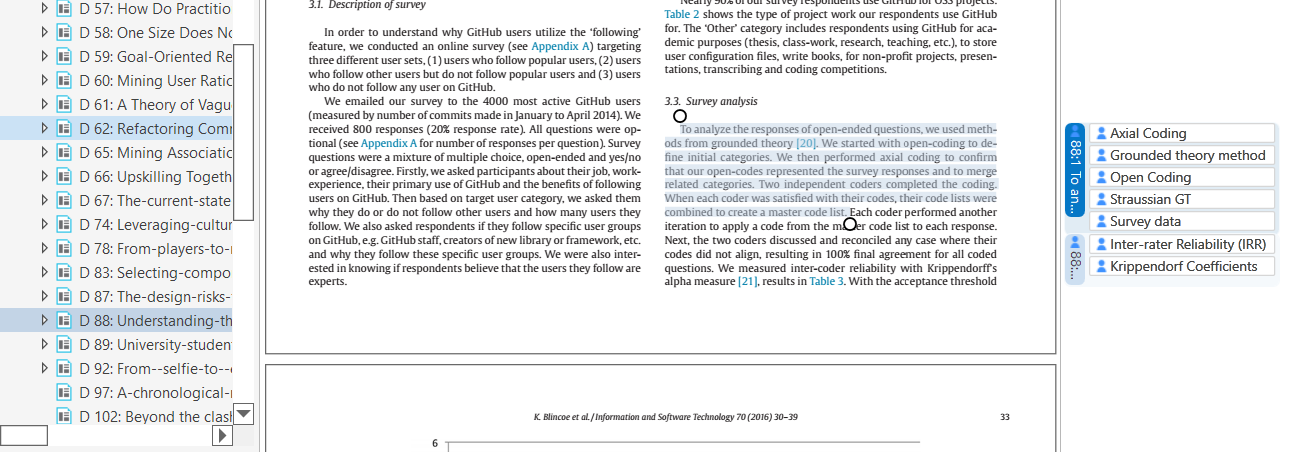 D 57: How Do Practitio
D 58: One Size Does No
D 59: Goal-Oriented Re
D 60: Mining User Ratic
D 61: A Theory of Vagu
D 62: Refactoring Comr
D 65: Mining Associatic
D 66: Upskilling Togeth
D 67: The-current-state
D 74: Leveraging-cultur
D 78: From-players-to-
D 83: Selecting-compo
D 87: The-design-risks-
D 88: Understanding-th
D 89: University-student
D 92: From--selfie-to--
D 97: A-chronological-
D 102: Beyond the clash
3.1. Description of survey
In order to understand why GitHub users utilize the ‘following’
feature, we conducted an online survey (see Appendix A) targeting
three different user sets, (1) users who follow popular users, (2) users
who follow other users but do not follow popular users and (3) users
who do not follow any user on GitHub.
We emailed our survey to the 4000 most active GitHub users
(measured by number of commits made in January to April 2014). We
received 800 responses (20% response rate). All questions were op-
tional (see Appendix A for number of responses per question). Survey
questions were a mixture of multiple choice, open-ended and yes/no
or agree/disagree. Firstly, we asked participants about their job, work-
experience, their primary use of GitHub and the benefits of following
users on GitHub. Then based on target user category, we asked them
why they do or do not follow other users and how many users they
follow. We also asked respondents if they follow specific user groups
on GitHub, e.g. GitHub staff, creators of new library or framework, etc.
and why they follow these specific user groups. We were also inter-
ested in knowing if respondents believe that the users they follow are
experts.
Nearly 90% of our survey respondents use GitHub for OSS projects.
Table 2 shows the type of project work our respondents use GitHub
for. The ‘Other’ category includes respondents using GitHub for aca-
demic purposes (thesis, class-work, research, teaching, etc.), to store
user configuration files, write books, for non-profit projects, presen-
tations, transcribing and coding competitions.
3.3. Survey analysis
To analyze the responses of open-ended questions, we used meth-
ods from grounded theory [20]. We started with open-coding to de-
fine initial categories. We then performed axial coding to confirm
that our open-codes represented the survey responses and to merge
related categories. Two independent coders completed the coding.
When each coder was satisfied with their codes, their code lists were
combined to create a master code list. Each coder performed another
iteration to apply a code from the master code list to each response.
Next, the two coders discussed and reconciled any case where their
codes did not align, resulting in 100% final agreement for all coded
questions. We measured inter-coder reliability with Krippendorff's
alpha measure [21], results in Table 3. With the acceptance threshold
K. Blincoe et al. / Information and Software Technology 70 (2016) 30–39
33
6
88:1 To an...
Axial Coding
Grounded theory method
Open Coding
Straussian GT
Survey data
88:...
Inter-rater Reliability (IRR)
Krippendorf Coefficients